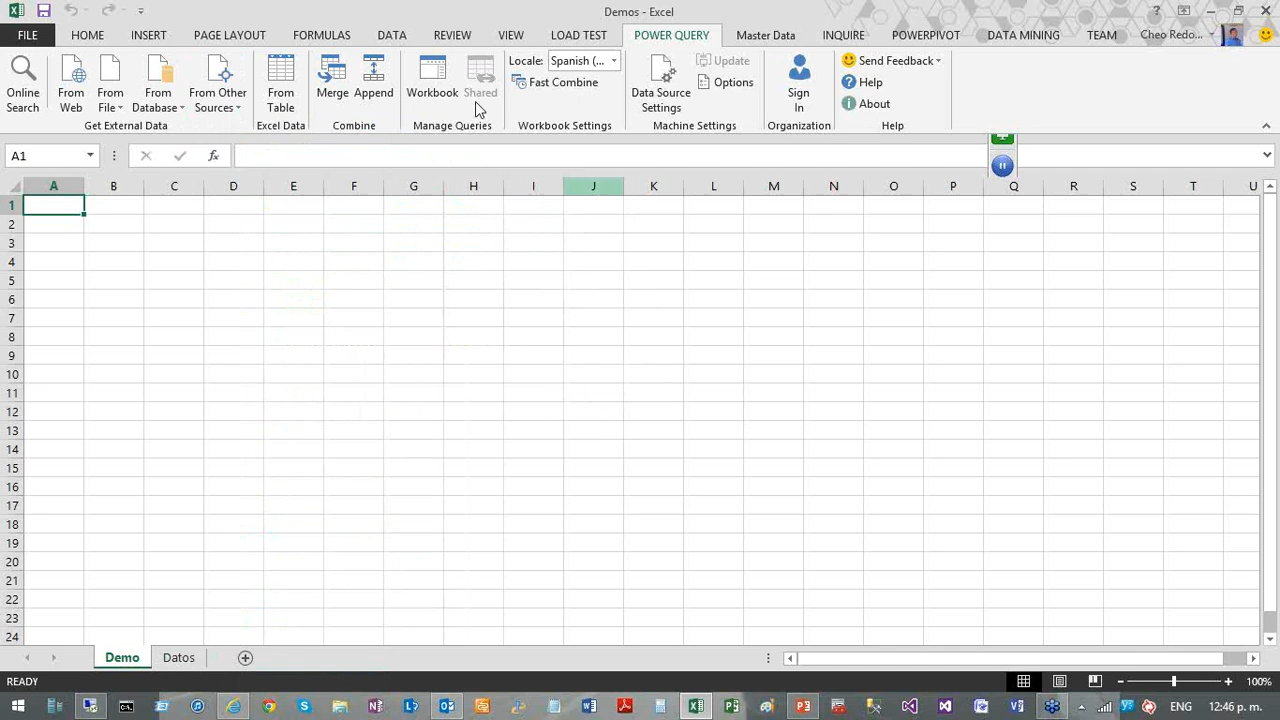 Demos - Excel
FILE HOME INSERT PAGE LAYOUT FORMULAS DATA REVIEW VIEW LOAD TEST POWER QUERY Master Data INQUIRE POWERPIVOT DATA MINING TEAM Cheo Redo...
Online Search
From Web
From File
From Database
From Other Sources
Get External Data
From Table
Excel Data
Merge
Append
Combine
Workbook
Shared
Manage Queries
Locale: Spanish (...
Fast Combine
Workbook Settings
Data Source Settings
Update
Options
Machine Settings
Sign In
Organization
Send Feedback
Help
About
Help
A1
fx
A B C D E F G H I J K L M N O P Q R S T U
1
2
3
4
5
6
7
8
9
10
11
12
13
14
15
16
17
18
19
20
21
22
23
24
Demo Datos
READY 100%
ENG 12:46 p. m.